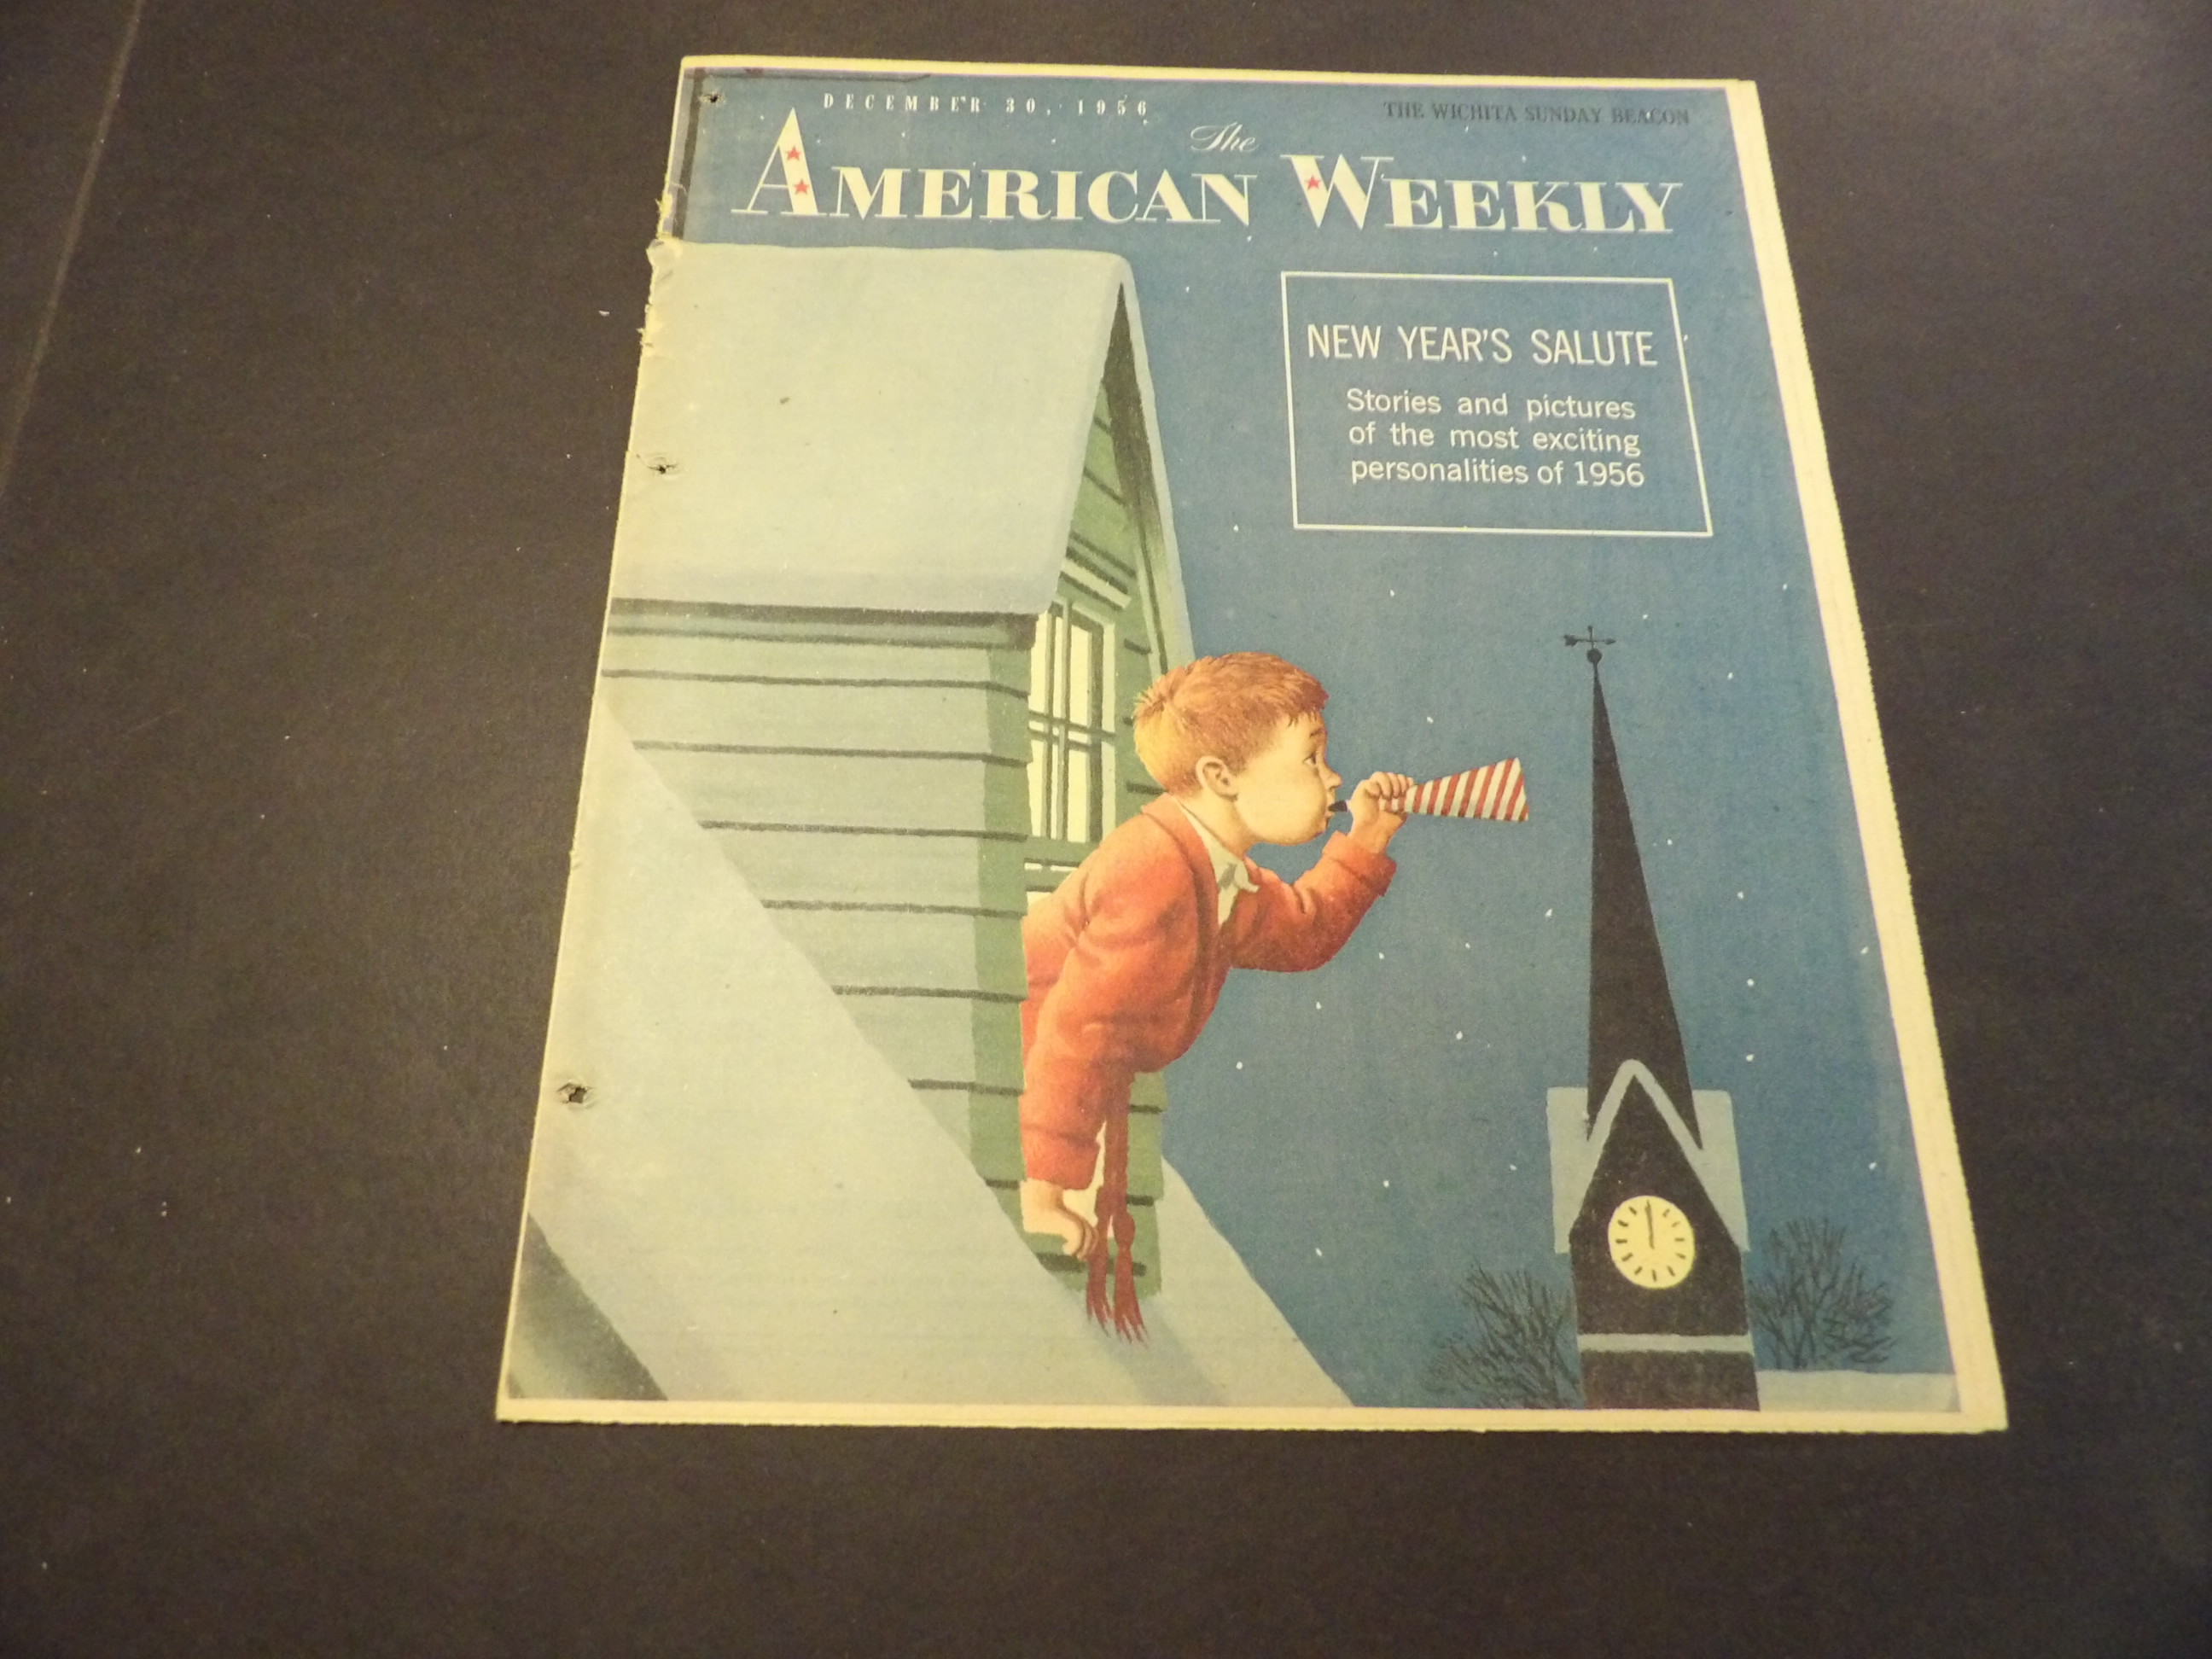 DECEMBER 30, 1956
THE WICHITA SUNDAY BEACON
The
AMERICAN WEEKLY
NEW YEAR'S SALUTE
Stories and pictures
of the most exciting
personalities of 1956